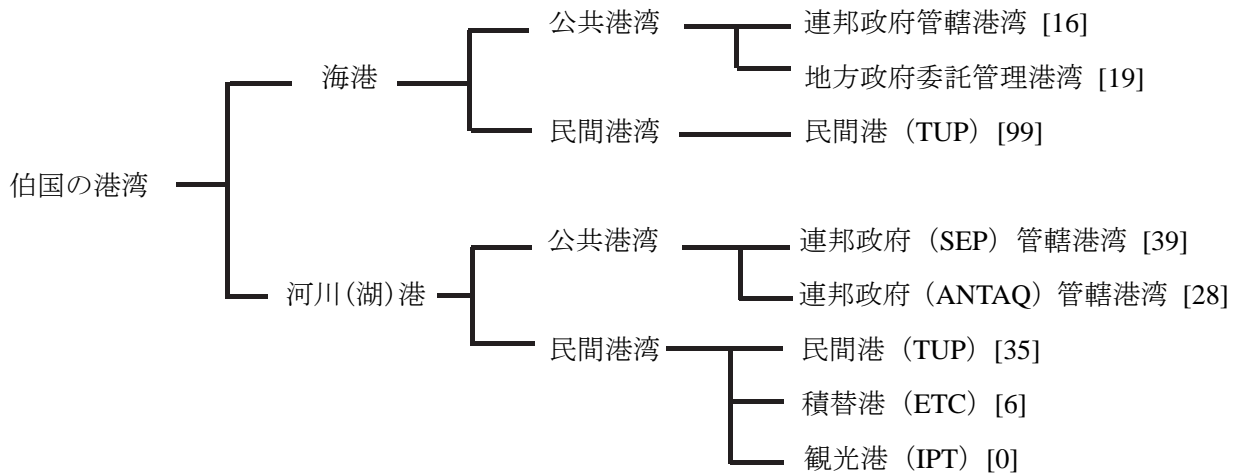 公共港湾
連邦政府管轄港湾 [16]
海港
地方政府委託管理港湾 [19]
民間港湾
民間港（TUP）[99]
伯国の港湾
公共港湾
連邦政府（SEP）管轄港湾 [39]
河川(湖)港
連邦政府（ANTAQ）管轄港湾 [28]
民間港湾
民間港（TUP）[35]
積替港（ETC）[6]
観光港（IPT）[0]